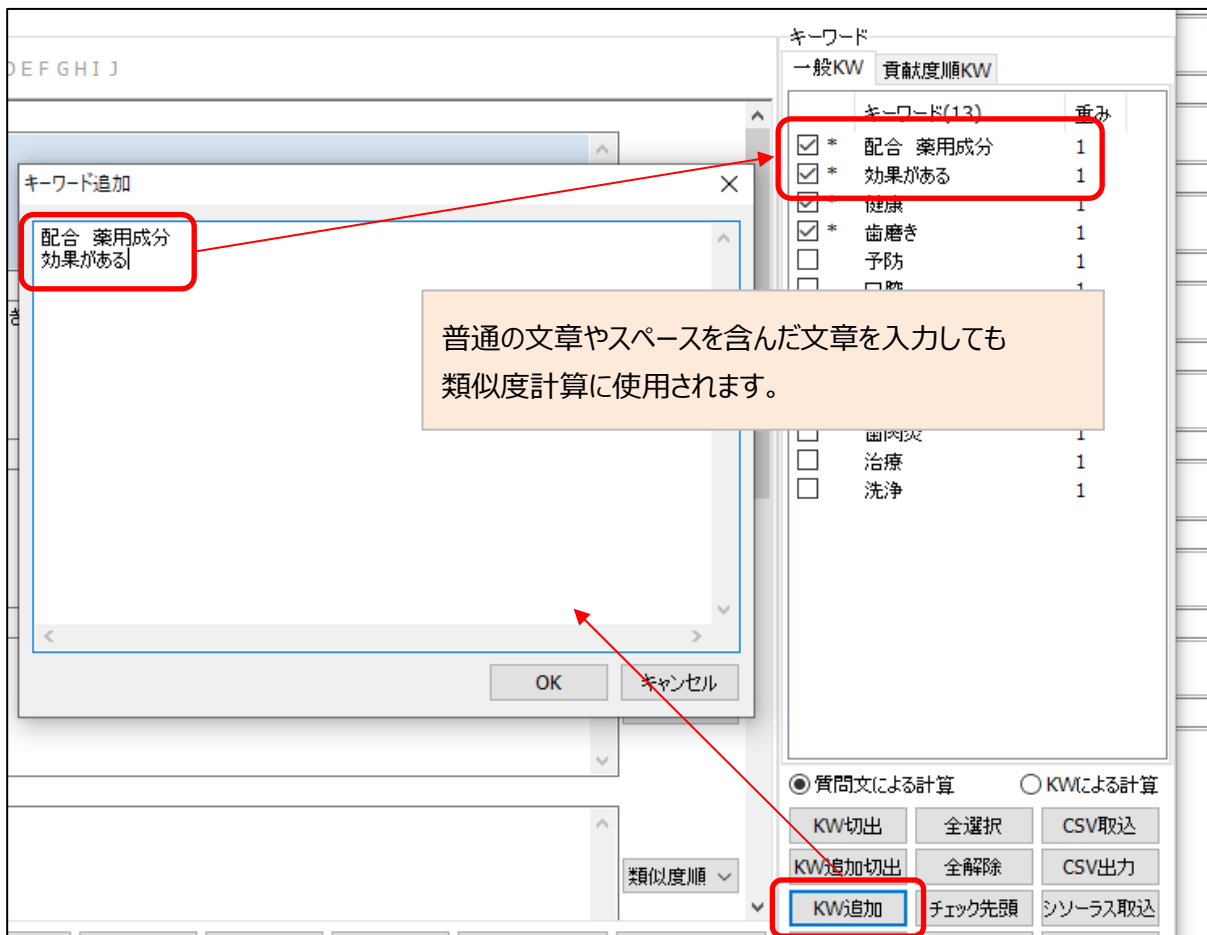 DEFGHIJ
キーワード
一般KW 貢献度順KW
キーワード(13) 重み
* 配合 薬用成分 1
* 効果がある 1
* 健康 1
* 歯磨き 1
予防 1
口腔 1
歯肉炎 1
治療 1
洗浄 1
キーワード追加
配合 薬用成分
効果がある
普通の文章やスペースを含んだ文章を入力しても
類似度計算に使用されます。
OK キャンセル
質問文による計算 KWによる計算
KW切出 全選択 CSV取込
KW追加切出 全解除 CSV出力
KW追加 チェック先頭 シソーラス取込
類似度順